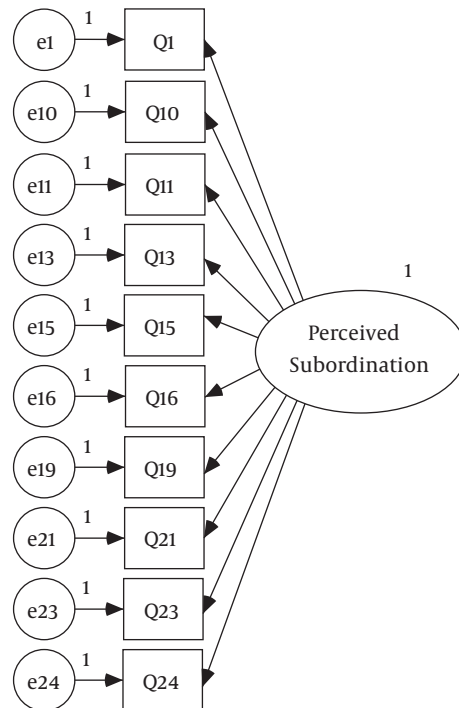 1
e1
Q1
1
e10
Q10
1
e11
Q11
1
e13
Q13
1
e15
Q15
1
e16
Q16
1
e19
Q19
1
e21
Q21
1
e23
Q23
1
e24
Q24
1
Perceived
Subordination